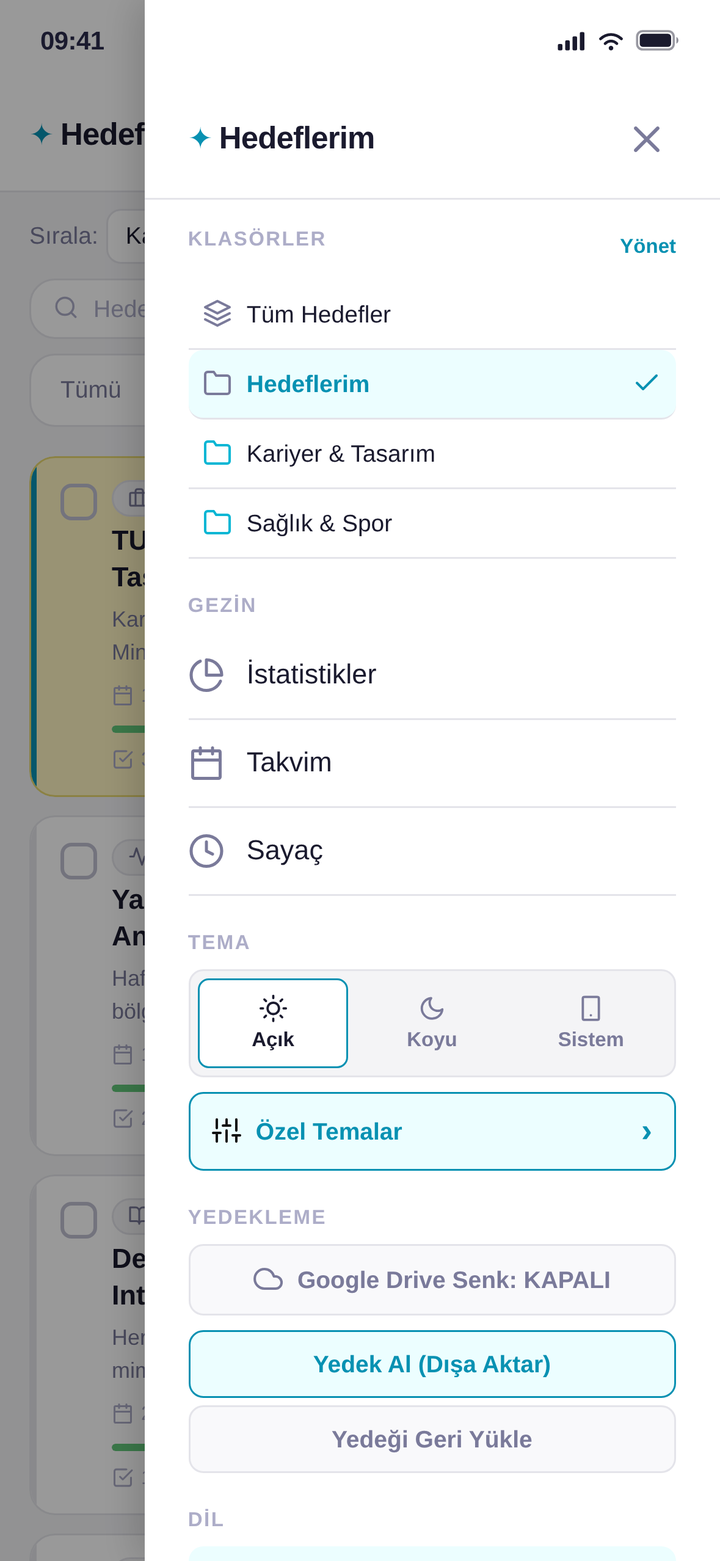 09:41
✦ Hedeflerim
KLASÖRLER
Yönet
Tüm Hedefler
Hedeflerim
Kariyer & Tasarım
Sağlık & Spor
GEZİN
İstatistikler
Takvim
Sayaç
TEMA
Açık
Koyu
Sistem
Özel Temalar ›
YEDEKLEME
Google Drive Senk: KAPALI
Yedek Al (Dışa Aktar)
Yedeği Geri Yükle
DİL
Sırala:
Tümü